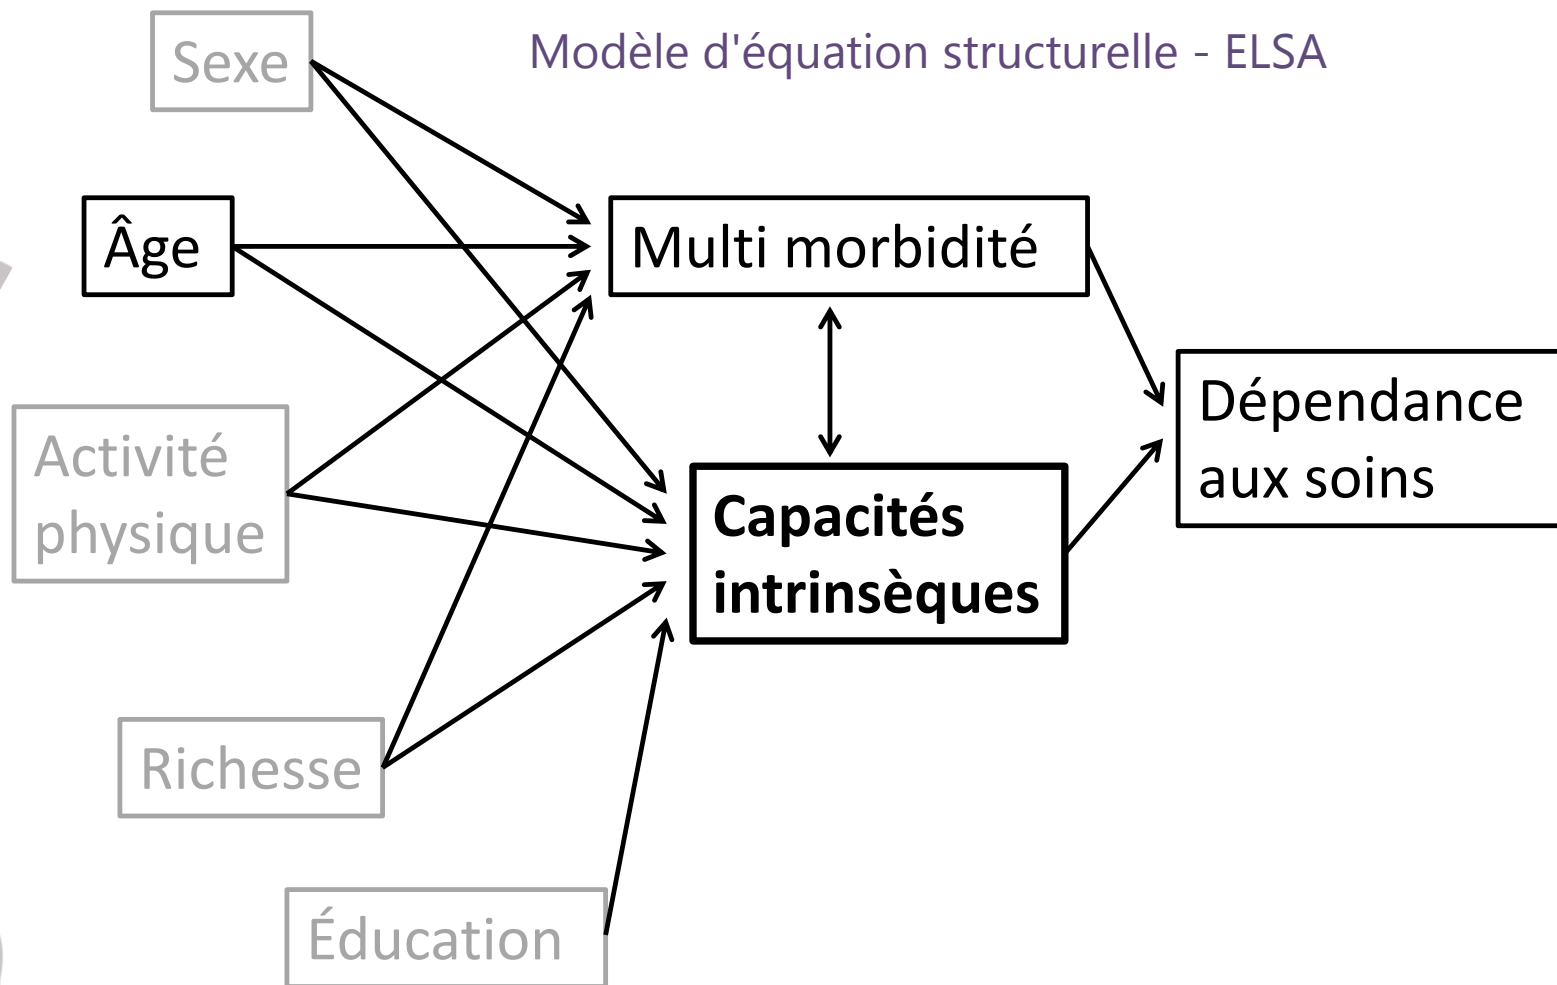 Modèle d'équation structurelle - ELSA
Sexe
Âge
Multi morbidité
Activité
physique
Dépendance
aux soins
Capacités
intrinsèques
Richesse
Éducation